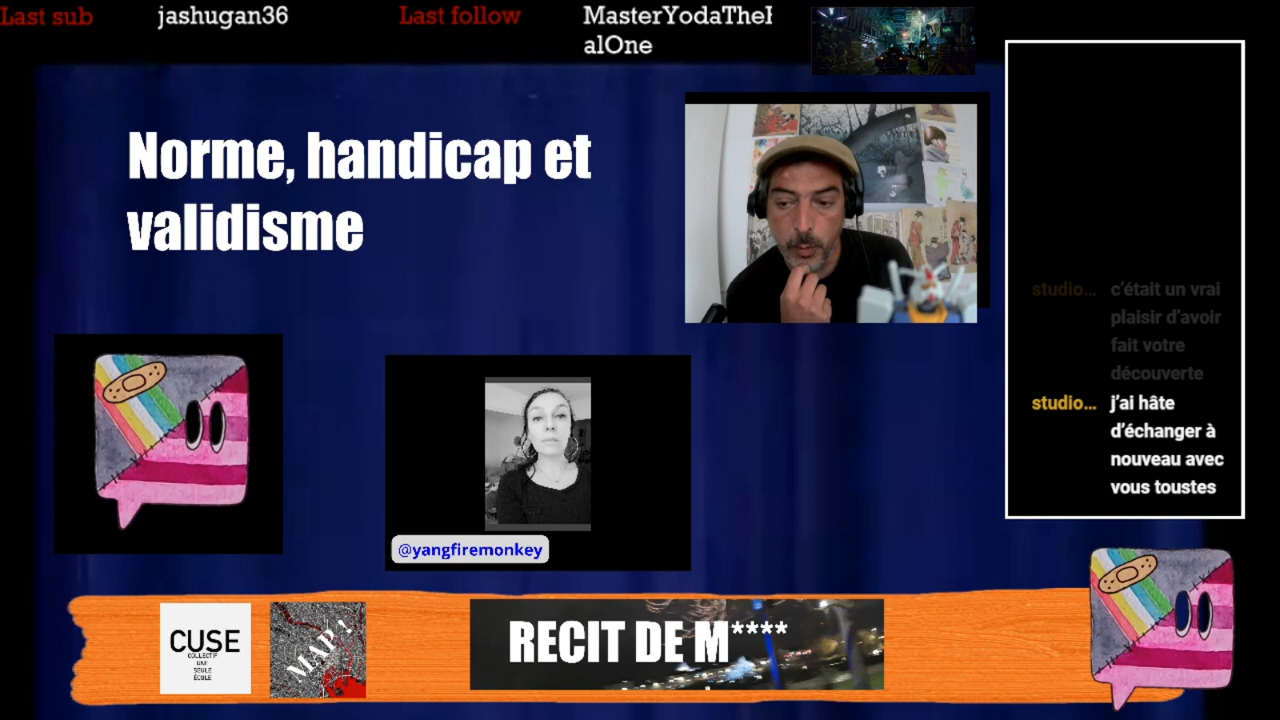 Last sub
jashugan36
Last follow
MasterYodaTheF
alOne
Norme, handicap et
validisme
studio… c'était un vrai
plaisir d'avoir
fait votre
découverte
studio… j'ai hâte
d'échanger à
nouveau avec
vous toustes
@yangfiremonkey
CUSE
COLLECTIF
UNE
SEULE
ÉCOLE
MAP !
RECIT DE M****